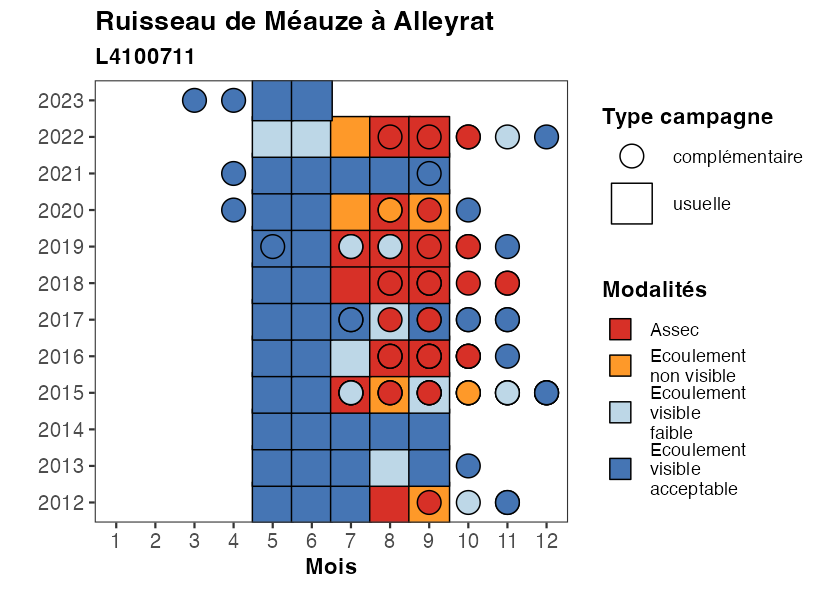 Ruisseau de Méauze à Alleyrat
L4100711
2023
2022
2021
2020
2019
2018
2017
2016
2015
2014
2013
2012
1 2 3 4 5 6 7 8 9 10 11 12
Mois
Type campagne
complémentaire
usuelle
Modalités
Assec
Ecoulement
non visible
Ecoulement
visible
faible
Ecoulement
visible
acceptable